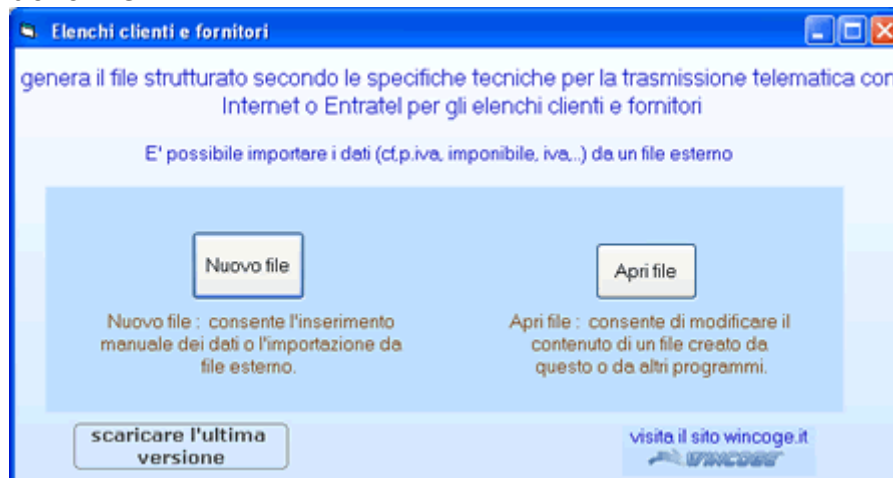 Elenchi clienti e fornitori
genera il file strutturato secondo le specifiche tecniche per la trasmissione telematica con
Internet o Entratel per gli elenchi clienti e fornitori
E' possibile importare i dati (cf,p.iva, imponibile, iva,..) da un file esterno
Nuovo file
Apri file
Nuovo file : consente l'inserimento
manuale dei dati o l'importazione da
file esterno.
Apri file : consente di modificare il
contenuto di un file creato da
questo o da altri programmi.
scaricare l'ultima
versione
visita il sito wincoge.it
WINCOGE